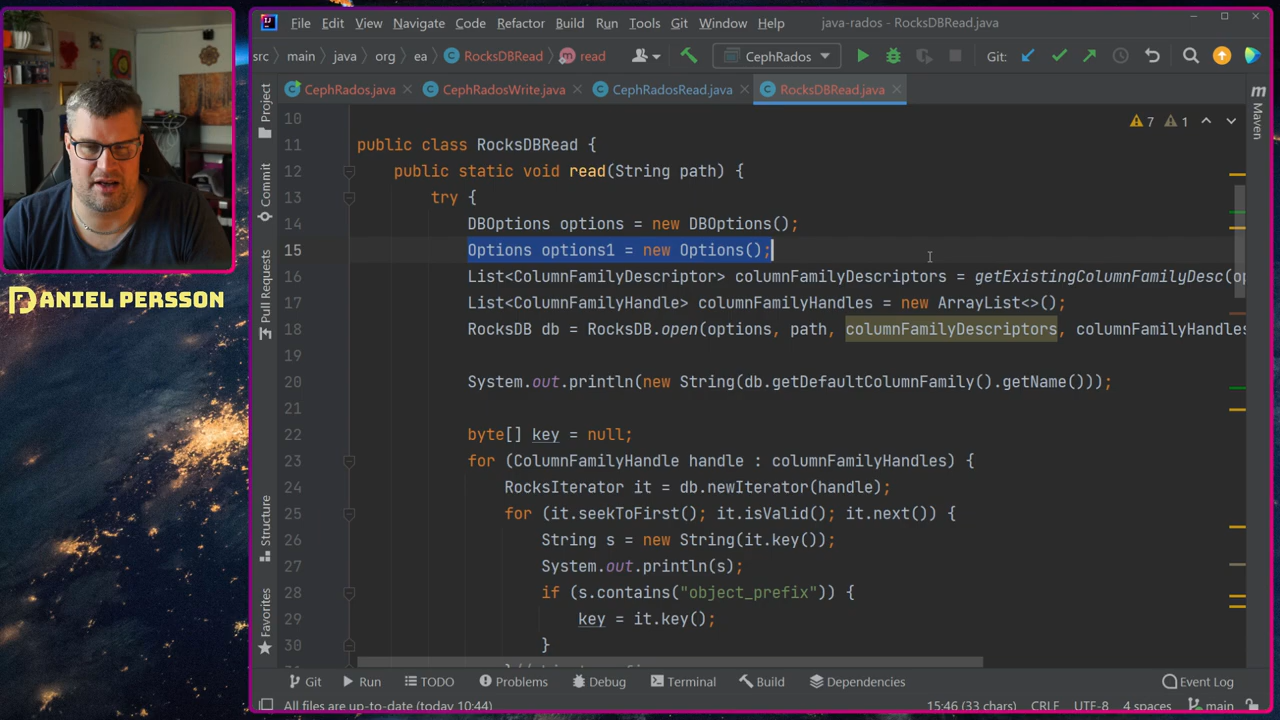 File Edit View Navigate Code Refactor Build Run Tools Git Window Help java-rados - RocksDBRead.java
src main java org ea RocksDBRead read CephRados Git:
CephRados.java CephRadosWrite.java CephRadosRead.java RocksDBRead.java
Project
Commit
Pull Requests
Structure
Favorites
Maven
7 1
10
11 public class RocksDBRead {
12 public static void read(String path) {
13 try {
14 DBOptions options = new DBOptions();
15 Options options1 = new Options();
16 List<ColumnFamilyDescriptor> columnFamilyDescriptors = getExistingColumnFamilyDesc(op
17 List<ColumnFamilyHandle> columnFamilyHandles = new ArrayList<>();
18 RocksDB db = RocksDB.open(options, path, columnFamilyDescriptors, columnFamilyHandles
19
20 System.out.println(new String(db.getDefaultColumnFamily().getName()));
21
22 byte[] key = null;
23 for (ColumnFamilyHandle handle : columnFamilyHandles) {
24 RocksIterator it = db.newIterator(handle);
25 for (it.seekToFirst(); it.isValid(); it.next()) {
26 String s = new String(it.key());
27 System.out.println(s);
28 if (s.contains("object_prefix")) {
29 key = it.key();
30 }
DANIEL PERSSON
Git Run TODO Problems Debug Terminal Build Dependencies Event Log
All files are up-to-date (today 10:44) 15:46 (33 chars) CRLF UTF-8 4 spaces main